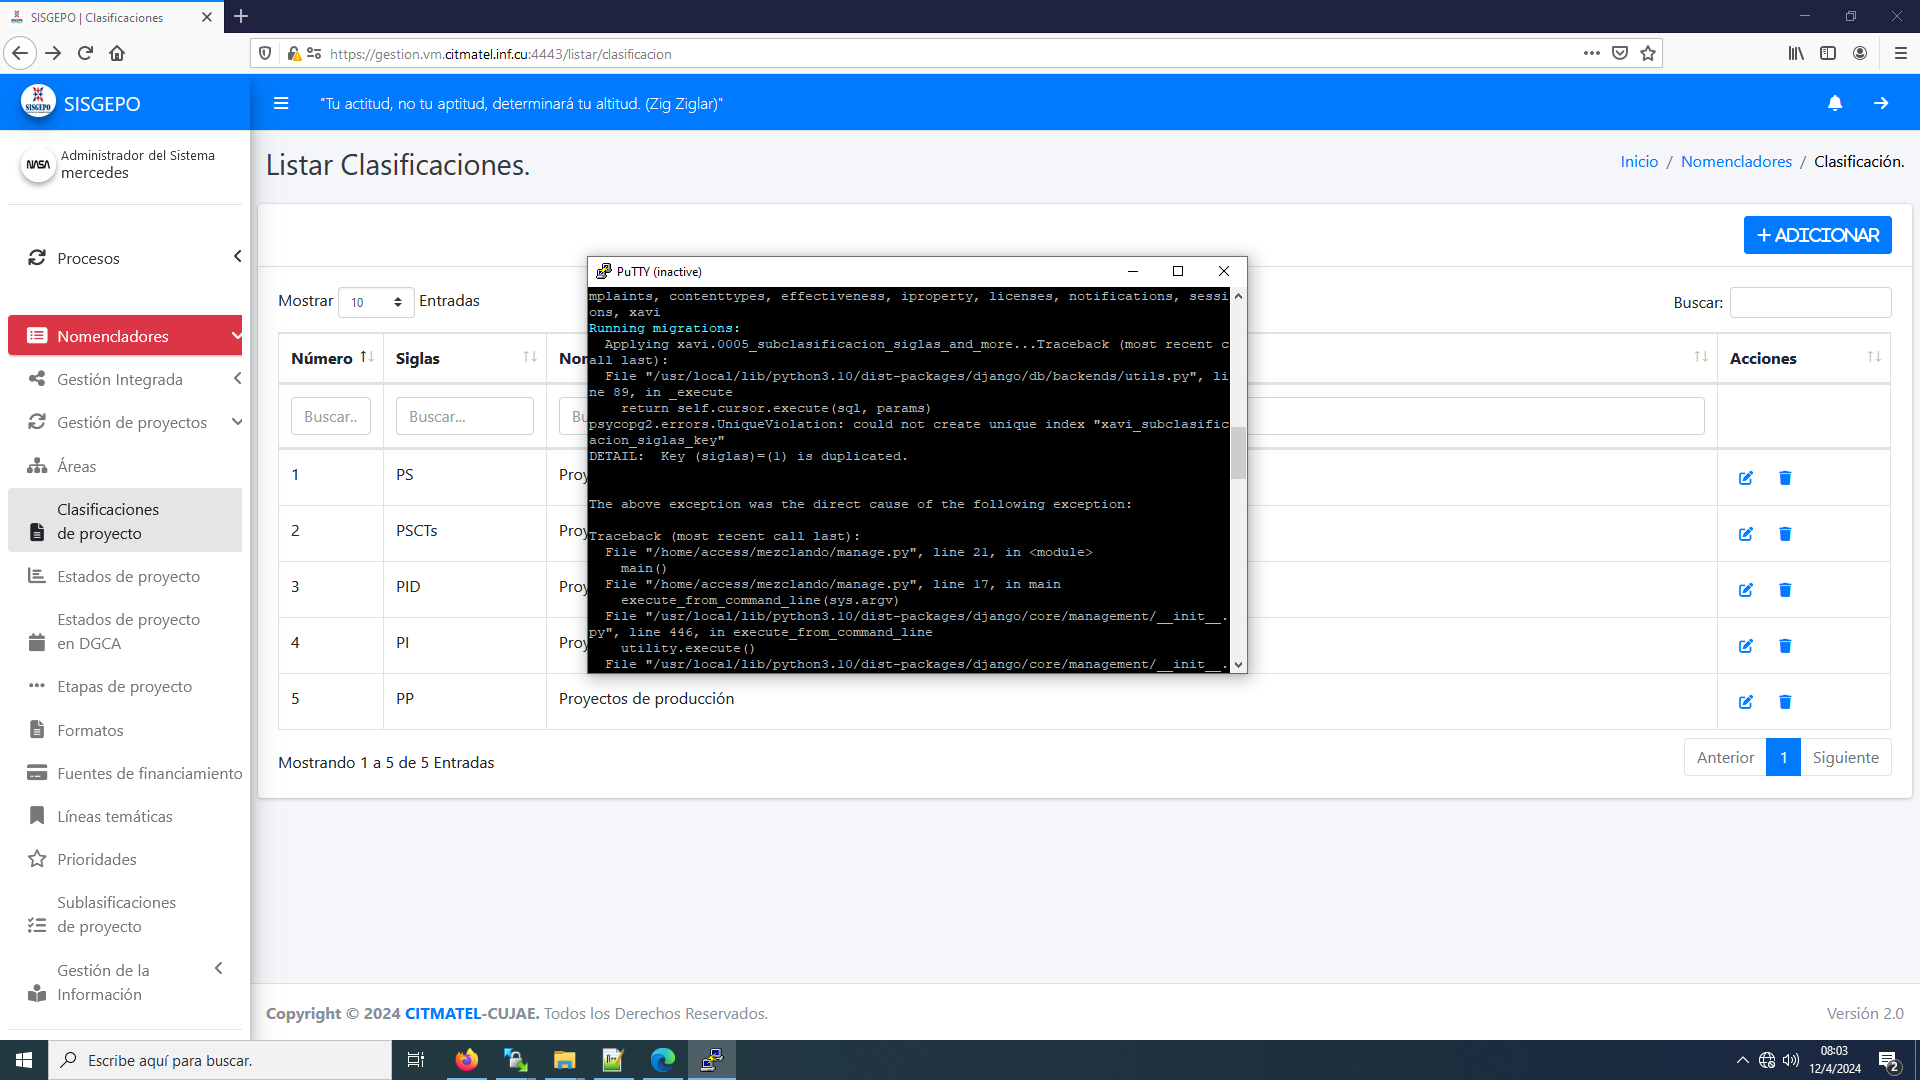 SISGEPO | Clasificaciones
https://gestion.vm.citmatel.inf.cu:4443/listar/clasificacion
SISGEPO
SISGEPO
"Tu actitud, no tu aptitud, determinará tu altitud. (Zig Ziglar)"
NASA
Administrador del Sistema
mercedes
Procesos
Nomencladores
Gestión Integrada
Gestión de proyectos
Áreas
Clasificaciones
de proyecto
Estados de proyecto
Estados de proyecto
en DGCA
Etapas de proyecto
Formatos
Fuentes de financiamiento
Líneas temáticas
Prioridades
Sublasificaciones
de proyecto
Gestión de la
Información
Listar Clasificaciones.
Inicio / Nomencladores / Clasificación.
+ ADICIONAR
Mostrar 10 Entradas
Buscar:
Número Siglas Nor Acciones
Buscar.. Buscar... Bu
1 PS Proy
2 PSCTs Proy
3 PID Proy
4 PI Proy
5 PP Proyectos de producción
Mostrando 1 a 5 de 5 Entradas
Anterior 1 Siguiente
PuTTY (inactive)
mplaints, contenttypes, effectiveness, iproperty, licenses, notifications, sessi
ons, xavi
Running migrations:
Applying xavi.0005_subclasificacion_siglas_and_more...Traceback (most recent c
all last):
File "/usr/local/lib/python3.10/dist-packages/django/db/backends/utils.py", li
ne 89, in _execute
return self.cursor.execute(sql, params)
psycopg2.errors.UniqueViolation: could not create unique index "xavi_subclasific
acion_siglas_key"
DETAIL:  Key (siglas)=(1) is duplicated.
The above exception was the direct cause of the following exception:
Traceback (most recent call last):
File "/home/access/mezclando/manage.py", line 21, in <module>
main()
File "/home/access/mezclando/manage.py", line 17, in main
execute_from_command_line(sys.argv)
File "/usr/local/lib/python3.10/dist-packages/django/core/management/__init__.
py", line 446, in execute_from_command_line
utility.execute()
File "/usr/local/lib/python3.10/dist-packages/django/core/management/__init__.
Copyright © 2024 CITMATEL-CUJAE. Todos los Derechos Reservados.
Versión 2.0
Escribe aquí para buscar.
08:03
12/4/2024
2